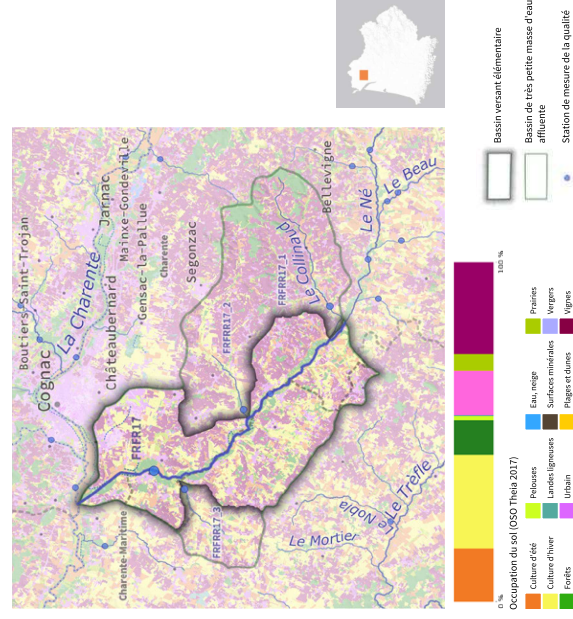 Boutiers-Saint-Trojan
Cognac
La Charente
Châteaubernard
Jarnac
Mainxe-Gondeville
Gensac-la-Pallue
Charente
Segonzac
Bellevigne
Le Né
Le Beau
Le Collinaud
FRFRR17_1
FRFRR17_2
FRFR17
FRFRR17_3
Charente-Maritime
Le Mortier
Le Nobla
Le Trèfle
Bassin versant élémentaire
Bassin de très petite masse d'eau
affluente
Station de mesure de la qualité
0 %
100 %
Occupation du sol (OSO Theia 2017)
Culture d'été
Culture d'hiver
Forêts
Pelouses
Landes ligneuses
Urbain
Eau, neige
Surfaces minérales
Plages et dunes
Prairies
Vergers
Vignes